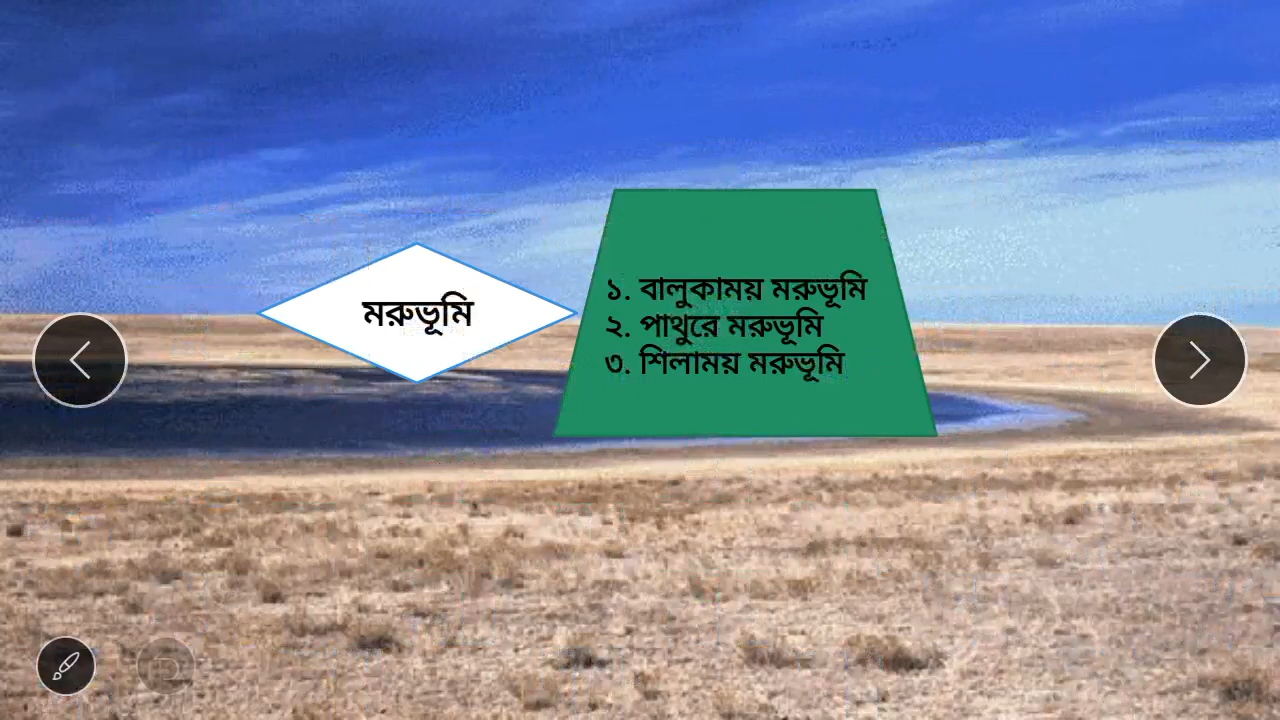 মরুভূমি
১. বালুকাময় মরুভূমি
২. পাথুরে মরুভূমি
৩. শিলাময় মরুভূমি